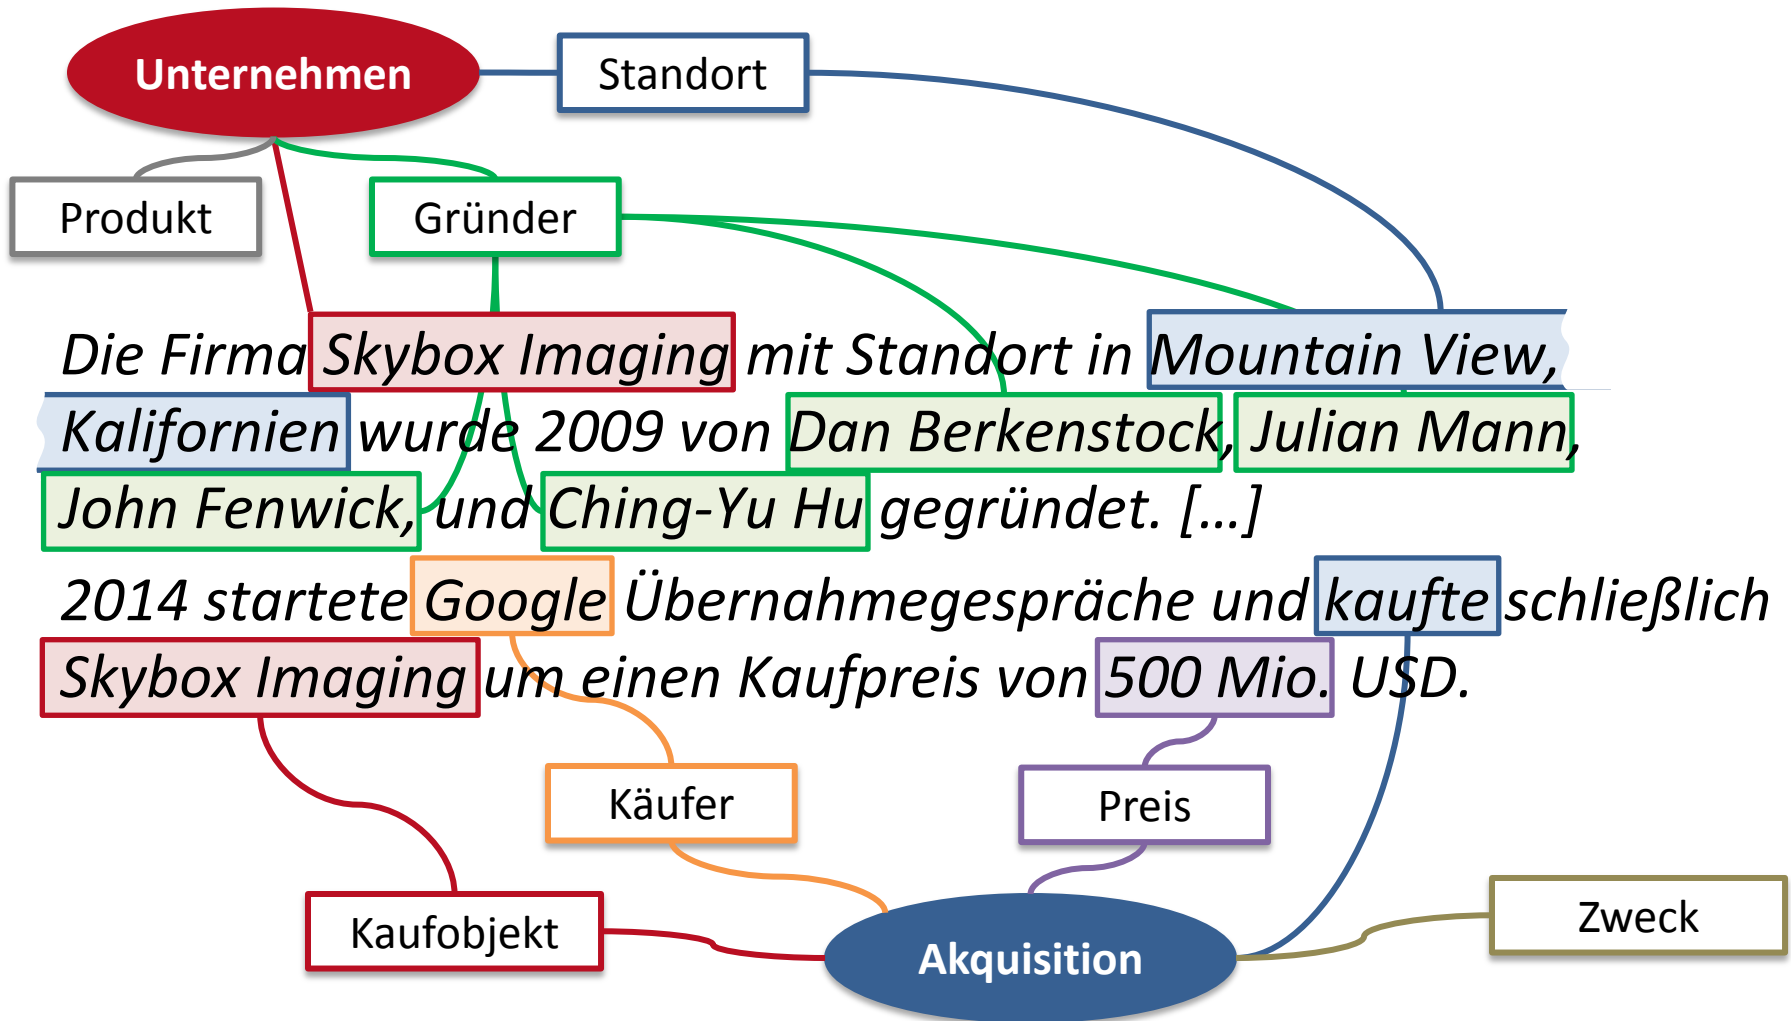 Unternehmen
Standort
Produkt
Gründer
Die Firma Skybox Imaging mit Standort in Mountain View,
Kalifornien wurde 2009 von Dan Berkenstock, Julian Mann,
John Fenwick, und Ching-Yu Hu gegründet. [...]
2014 startete Google Übernahmegespräche und kaufte schließlich
Skybox Imaging um einen Kaufpreis von 500 Mio. USD.
Käufer
Preis
Kaufobjekt
Akquisition
Zweck